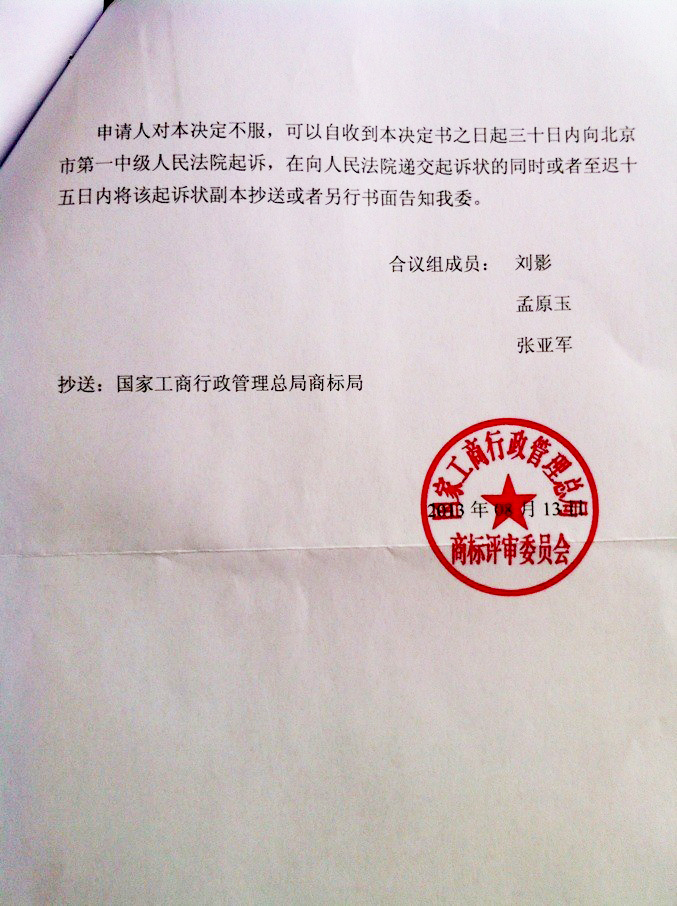 申请人对本决定不服，可以自收到本决定书之日起三十日内向北京
市第一中级人民法院起诉，在向人民法院递交起诉状的同时或者至迟十
五日内将该起诉状副本抄送或者另行书面告知我委。
合议组成员： 刘影
孟原玉
张亚军
抄送：国家工商行政管理总局商标局
国家工商行政管理总局
2013 年 08 月 13 日
商标评审委员会